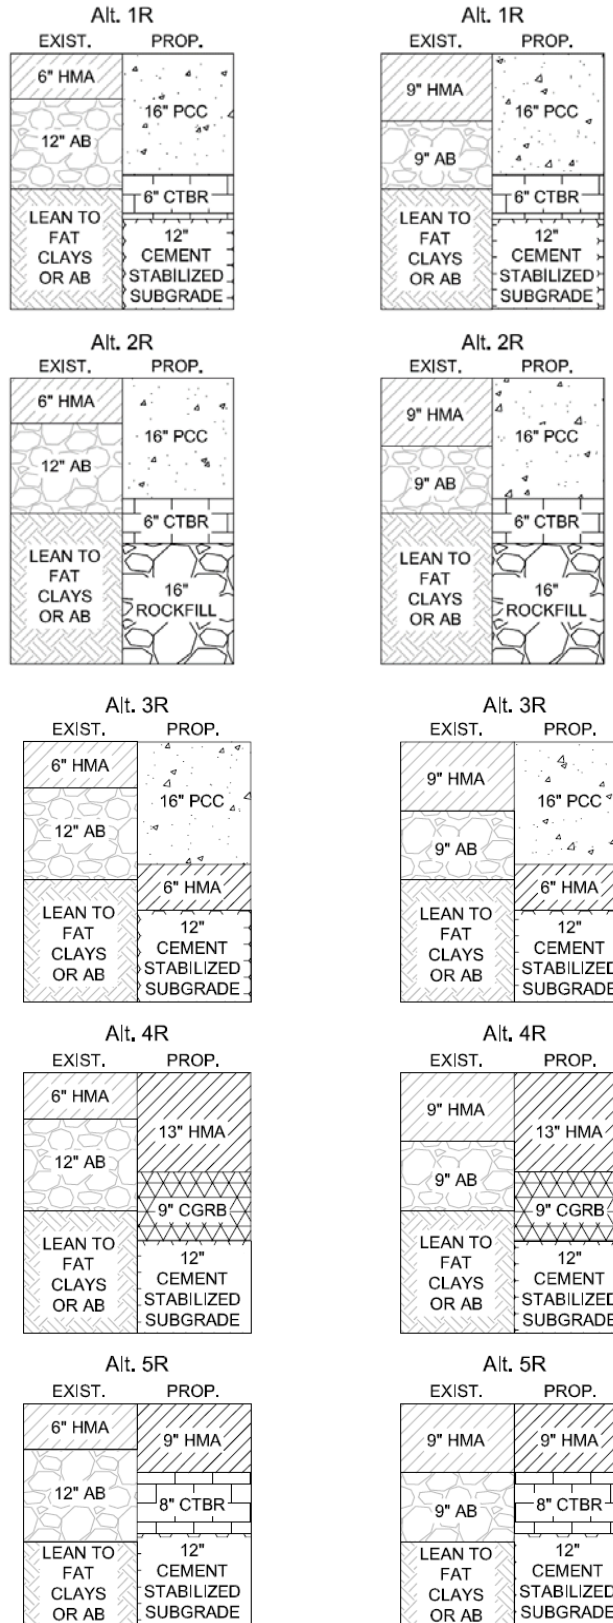 Alt. 1R
EXIST. PROP.
6" HMA
16" PCC
12" AB
6" CTBR
LEAN TO
FAT
CLAYS
OR AB
12"
CEMENT
STABILIZED
SUBGRADE
Alt. 1R
EXIST. PROP.
9" HMA
16" PCC
9" AB
6" CTBR
LEAN TO
FAT
CLAYS
OR AB
12"
CEMENT
STABILIZED
SUBGRADE
Alt. 2R
EXIST. PROP.
6" HMA
16" PCC
12" AB
6" CTBR
LEAN TO
FAT
CLAYS
OR AB
16"
ROCKFILL
Alt. 2R
EXIST. PROP.
9" HMA
16" PCC
9" AB
6" CTBR
LEAN TO
FAT
CLAYS
OR AB
16"
ROCKFILL
Alt. 3R
EXIST. PROP.
6" HMA
16" PCC
12" AB
6" HMA
LEAN TO
FAT
CLAYS
OR AB
12"
CEMENT
STABILIZED
SUBGRADE
Alt. 3R
EXIST. PROP.
9" HMA
16" PCC
9" AB
6" HMA
LEAN TO
FAT
CLAYS
OR AB
12"
CEMENT
STABILIZED
SUBGRADE
Alt. 4R
EXIST. PROP.
6" HMA
13" HMA
12" AB
9" CGRB
LEAN TO
FAT
CLAYS
OR AB
12"
CEMENT
STABILIZED
SUBGRADE
Alt. 4R
EXIST. PROP.
9" HMA
13" HMA
9" AB
9" CGRB
LEAN TO
FAT
CLAYS
OR AB
12"
CEMENT
STABILIZED
SUBGRADE
Alt. 5R
EXIST. PROP.
6" HMA
9" HMA
12" AB
8" CTBR
LEAN TO
FAT
CLAYS
OR AB
12"
CEMENT
STABILIZED
SUBGRADE
Alt. 5R
EXIST. PROP.
9" HMA
9" HMA
9" AB
8" CTBR
LEAN TO
FAT
CLAYS
OR AB
12"
CEMENT
STABILIZED
SUBGRADE